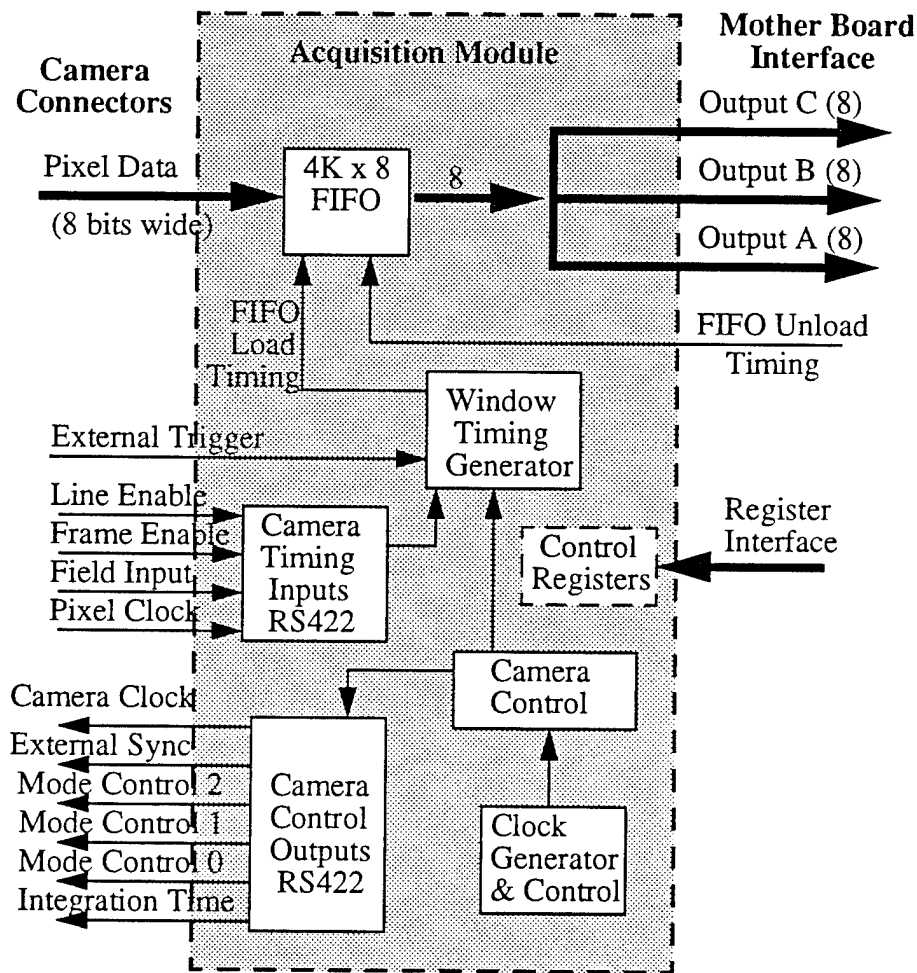 Mother Board
Interface
Acquisition Module
Camera
Connectors
Output C (8)
Pixel Data
4K x 8
FIFO
8
Output B (8)
(8 bits wide)
Output A (8)
FIFO
Load
Timing
FIFO Unload
Timing
Window
Timing
Generator
External Trigger
Line Enable
Frame Enable
Field Input
Pixel Clock
Camera
Timing
Inputs
RS422
Control
Registers
Register
Interface
Camera
Control
Camera Clock
External Sync
Mode Control 2
Mode Control 1
Mode Control 0
Integration Time
Camera
Control
Outputs
RS422
Clock
Generator
& Control